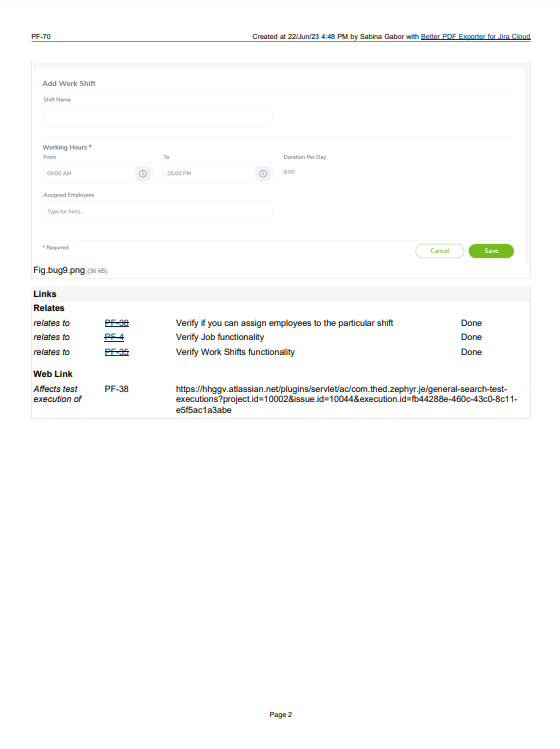 PF-70 Created at 22/Jun/23 4:48 PM by Sabina Gabor with Better PDF Exporter for Jira Cloud
Add Work Shift
Shift Name
Working Hours *
From To Duration Per Day
09:00 AM 05:00 PM 8.00
Assigned Employees
Type for hints...
* Required Cancel Save
Fig.bug9.png (36 kB)
Links
Relates
relates to PF-38 Verify if you can assign employees to the particular shift Done
relates to PF-4 Verify Job functionality Done
relates to PF-35 Verify Work Shifts functionality Done
Web Link
Affects test PF-38 https://hhggv.atlassian.net/plugins/servlet/ac/com.thed.zephyr.je/general-search-test-
execution of executions?project.id=10002&issue.id=10044&execution.id=fb44288e-460c-43c0-8c11-
e5f5ac1a3abe
Page 2